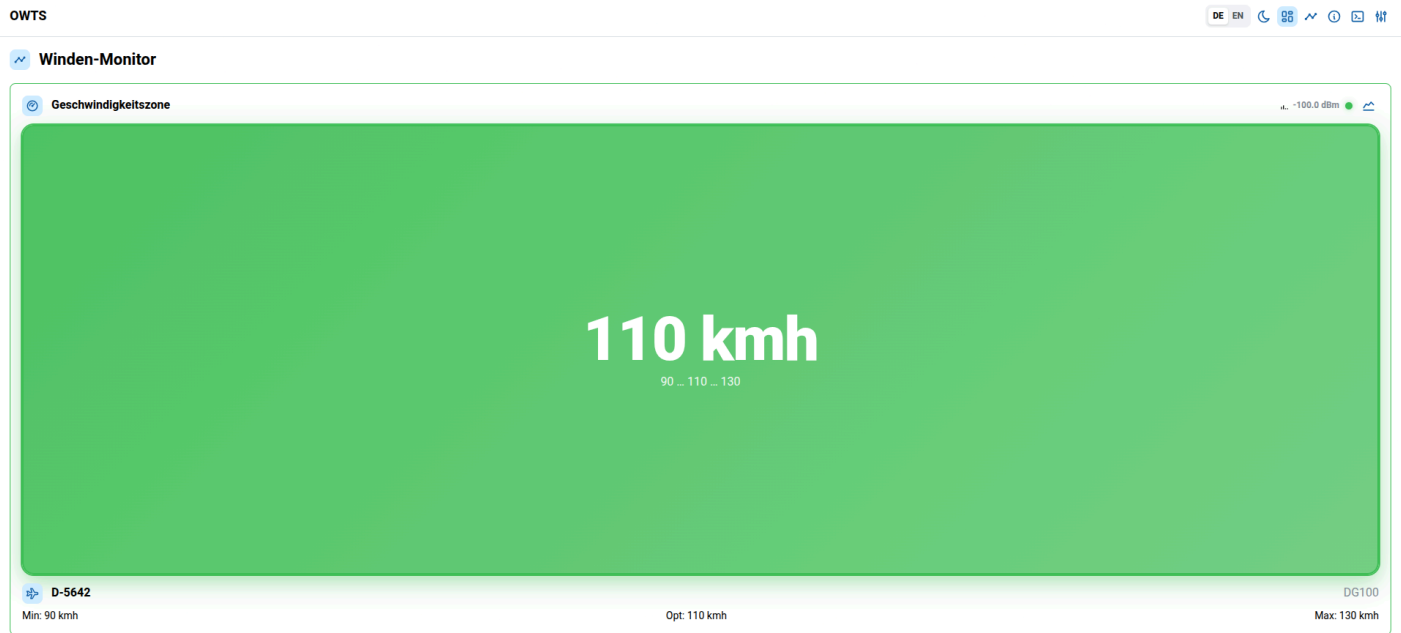 OWTS
DE EN
Winden-Monitor
Geschwindigkeitszone
-100.0 dBm
110 kmh
90 ... 110 ... 130
D-5642
DG100
Min: 90 kmh
Opt: 110 kmh
Max: 130 kmh